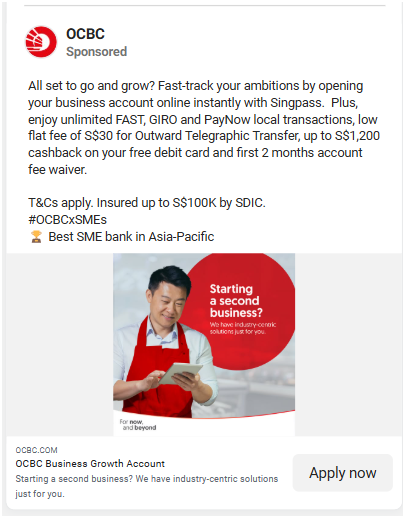 OCBC
Sponsored
All set to go and grow? Fast-track your ambitions by opening
your business account online instantly with Singpass. Plus,
enjoy unlimited FAST, GIRO and PayNow local transactions, low
flat fee of S$30 for Outward Telegraphic Transfer, up to S$1,200
cashback on your free debit card and first 2 months account
fee waiver.
T&Cs apply. Insured up to S$100K by SDIC.
#OCBCxSMEs
🏆 Best SME bank in Asia-Pacific
Starting
a second
business?
We have industry-centric
solutions just for you.
For now,
and beyond
OCBC.COM
OCBC Business Growth Account
Starting a second business? We have industry-centric solutions
just for you.
Apply now